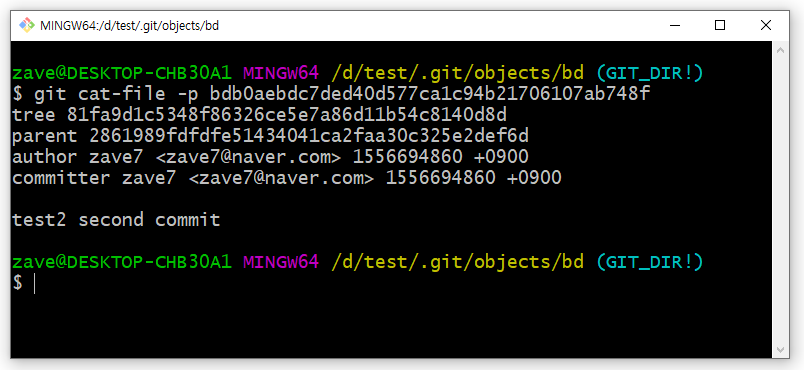 MINGW64:/d/test/.git/objects/bd
zave@DESKTOP-CHB30A1 MINGW64 /d/test/.git/objects/bd (GIT_DIR!)
$ git cat-file -p bdb0aebdc7ded40d577ca1c94b21706107ab748f
tree 81fa9d1c5348f86326ce5e7a86d11b54c8140d8d
parent 2861989fdfdfe51434041ca2faa30c325e2def6d
author zave7 <zave7@naver.com> 1556694860 +0900
committer zave7 <zave7@naver.com> 1556694860 +0900
test2 second commit
zave@DESKTOP-CHB30A1 MINGW64 /d/test/.git/objects/bd (GIT_DIR!)
$